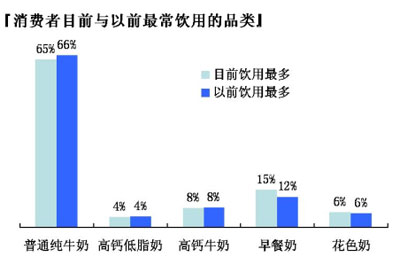 『消费者目前与以前最常饮用的品类』
65% 66%
目前饮用最多
以前饮用最多
4% 4%
8% 8%
15% 12%
6% 6%
普通纯牛奶 高钙低脂奶 高钙牛奶 早餐奶 花色奶